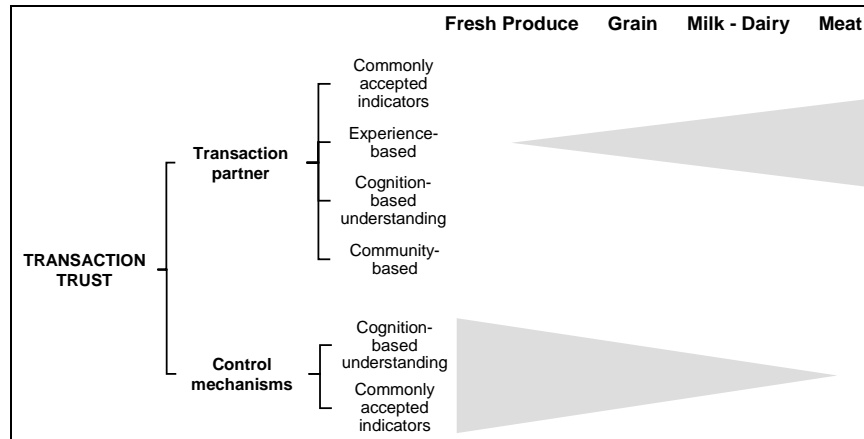 Fresh Produce Grain Milk - Dairy Meat
Commonly
accepted
indicators
Experience-
based
Transaction
partner
Cognition-
based
understanding
Community-
based
TRANSACTION
TRUST
Cognition-
based
understanding
Control
mechanisms
Commonly
accepted
indicators